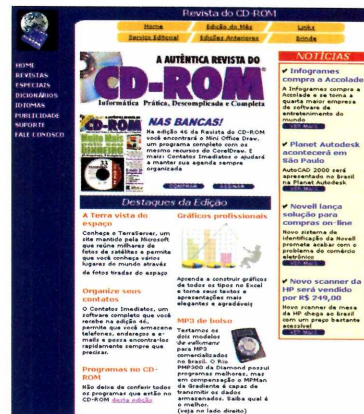 Revista do CD-ROM
Home
Edição do Mês
Links
Serviço Editorial
Edições Anteriores
Brinde
HOME
REVISTAS
ESPECIAIS
DICIONÁRIOS
IDIOMAS
PUBLICIDADE
SUPORTE
FALE CONOSCO
A AUTÊNTICA REVISTA DO
CD-ROM
Informática Prática, Descomplicada e Completa
NAS BANCAS!
Na edição 46 da Revista do CD-ROM
você encontrará o Mini Office Draw,
um programa completo com os
mesmo recursos do CorelDraw. E
mais: Contatos Imediatos o ajudará
a manter sua agenda sempre
organizada
COMPRAR
ASSINAR
Destaques da Edição
A Terra vista do
espaço
Conheça o TerraServer, um
site mantido pela Microsoft
que reúne milhares de
fotos de satélites e permite
que você conheça vários
lugares do mundo através
de fotos tiradas do espaço
Organize seus
contatos
O Contatos Imediatos, um
software completo que você
recebe na edição 46,
permite que você armazene
telefones, endereços e e-
mails e possa encontrá-los
rapidamente sempre que
precisar.
Programas no CD-
ROM
Não deixe de conferir todos
os programas que estão no
CD-ROM desta edição
Gráficos profissionais
Aprenda a construir gráficos
de todos os tipos no Excel
e torne seus textos e
apresentações mais
elegantes e agradáveis
MP3 de bolso
Testamos os
dois modelos
de walkmans
para MP3
comercializados
no brasil. O Rio
PMP300 da Diamond possui
programas melhores, mas
em compensação o MPMan
da Gradiente é capaz de
transmitir os dados
armazenados. Saiba qual é
o melhor.
(veja no lado direito)
NOTÍCIAS
Infogrames
compra a Accolade
A Infogrames compra a
Accolade e se torna a
quarta maior empresa
de software de
entretenimento do
mundo
VER MAIS
Planet Autodesk
acontecerá em
São Paulo
AutoCAD 2000 será
apresentado no brasil
na Planet Autodesk
VER MAIS
Novell lança
solução para
compras on-line
Novo sistema de
identificação da Novell
promete acabar com o
problema do comércio
eletrônico
VER MAIS
Novo scanner da
HP será vendido
por R$ 249,00
Novo scanner de mesa
da HP chega ao brasil
com um preço bastante
acessível
VER MAIS